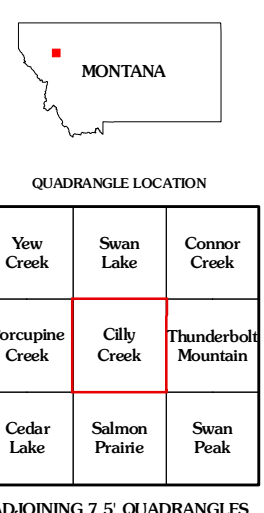 MONTANA
QUADRANGLE LOCATION
Yew Swan Connor
Creek Lake Creek
orcupine Cilly Thunderbolt
Creek Creek Mountain
Cedar Salmon Swan
Lake Prairie Peak
ADJOINING 7.5' QUADRANGLES